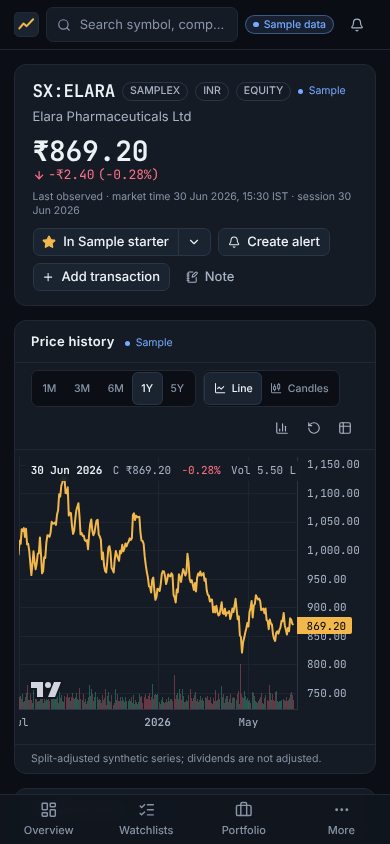 Search symbol, comp...
Sample data
SX:ELARA SAMPLEX INR EQUITY Sample
Elara Pharmaceuticals Ltd
₹869.20
↓ -₹2.40 (-0.28%)
Last observed · market time 30 Jun 2026, 15:30 IST · session 30
Jun 2026
In Sample starter
Create alert
Add transaction
Note
Price history Sample
1M 3M 6M 1Y 5Y Line Candles
30 Jun 2026 C ₹869.20 -0.28% Vol 5.50 L
1,150.00
1,100.00
1,050.00
1,000.00
950.00
900.00
869.20
850.00
800.00
750.00
ul 2026 May
Split-adjusted synthetic series; dividends are not adjusted.
Overview Watchlists Portfolio More